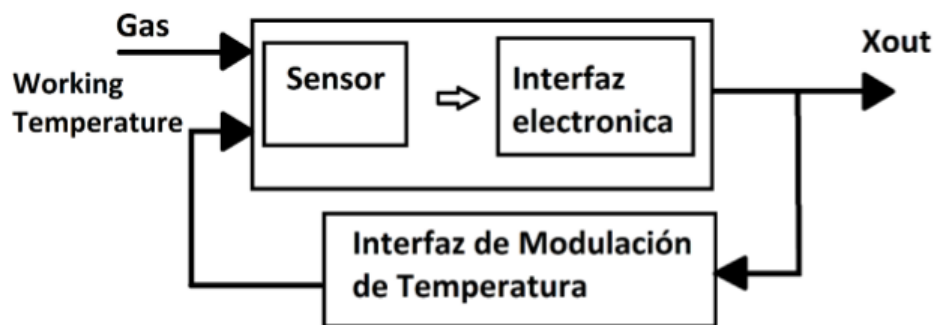 Gas
Xout
Working
Temperature
Sensor
Interfaz
electronica
Interfaz de Modulación
de Temperatura